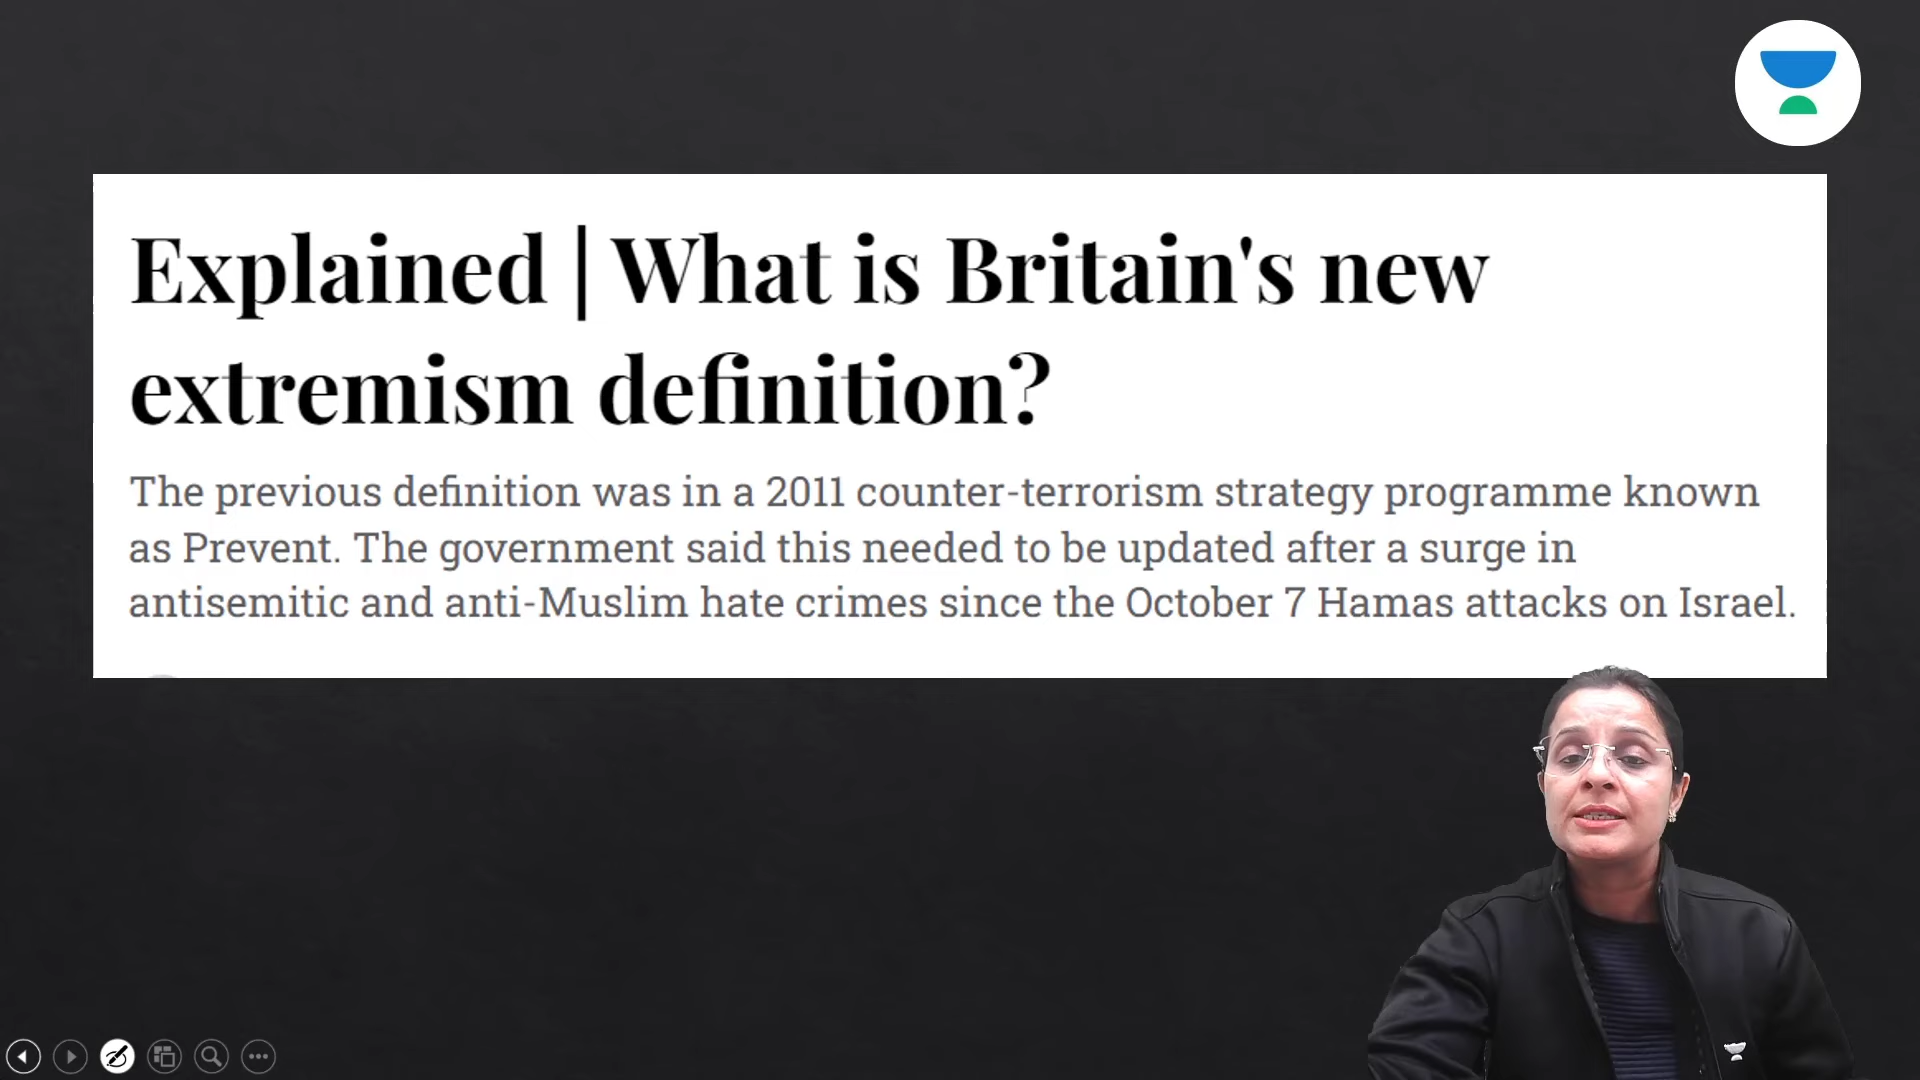 Explained | What is Britain's new
extremism definition?
The previous definition was in a 2011 counter-terrorism strategy programme known
as Prevent. The government said this needed to be updated after a surge in
antisemitic and anti-Muslim hate crimes since the October 7 Hamas attacks on Israel.